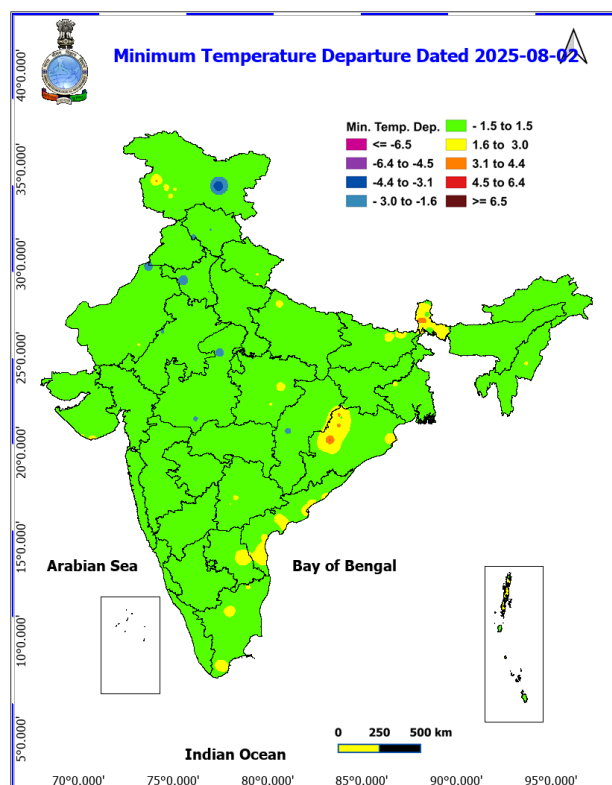 Minimum Temperature Departure Dated 2025-08-02
Min. Temp. Dep.
<= -6.5
-6.4 to -4.5
-4.4 to -3.1
- 3.0 to -1.6
- 1.5 to 1.5
1.6 to 3.0
3.1 to 4.4
4.5 to 6.4
>= 6.5
40°0.000'
35°0.000'
30°0.000'
25°0.000'
20°0.000'
15°0.000'
10°0.000'
5°0.000'
Arabian Sea
Bay of Bengal
Indian Ocean
0 250 500 km
70°0.000' 75°0.000' 80°0.000' 85°0.000' 90°0.000' 95°0.000'